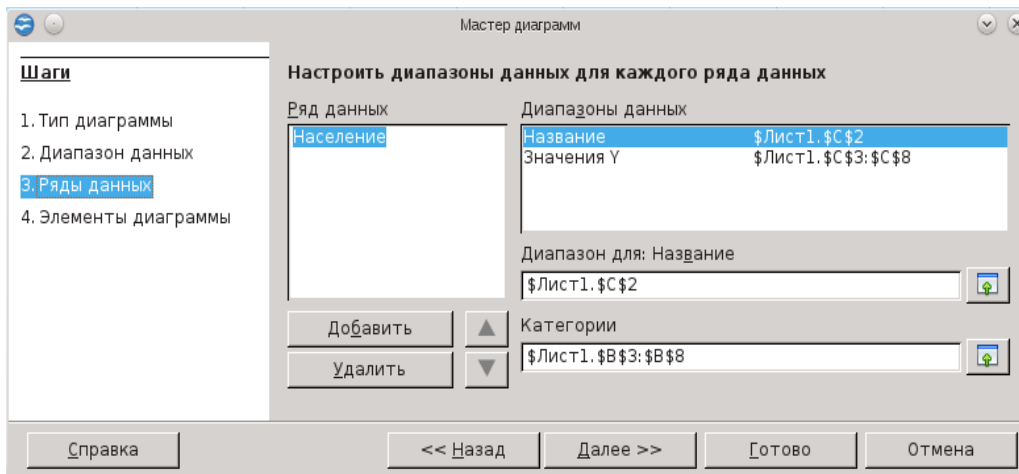 Мастер диаграмм
Шаги
1. Тип диаграммы
2. Диапазон данных
3. Ряды данных
4. Элементы диаграммы
Настроить диапазоны данных для каждого ряда данных
Ряд данных
Население
Добавить
Удалить
Диапазоны данных
Название $Лист1.$C$2
Значения Y $Лист1.$C$3:$C$8
Диапазон для: Название
$Лист1.$C$2
Категории
$Лист1.$B$3:$B$8
Справка
<< Назад
Далее >>
Готово
Отмена